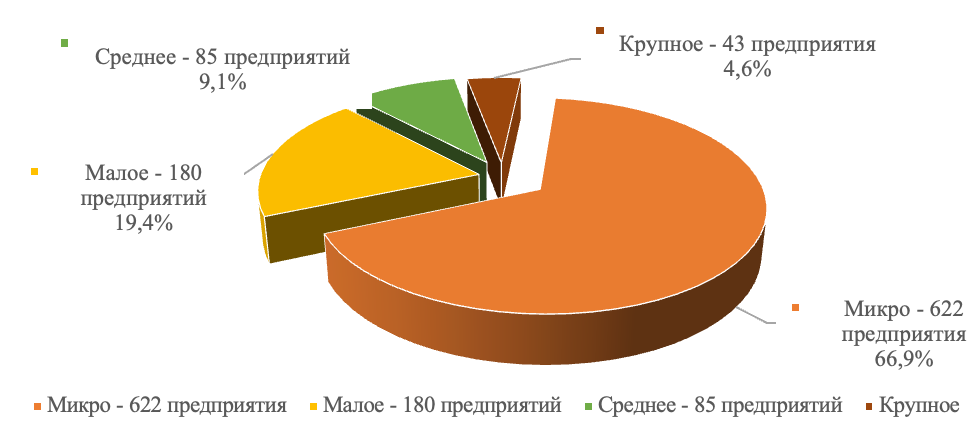 Среднее - 85 предприятий
9,1%
Крупное - 43 предприятия
4,6%
Малое - 180
предприятий
19,4%
Микро - 622
предприятия
66,9%
Микро - 622 предприятия
Малое - 180 предприятий
Среднее - 85 предприятий
Крупное